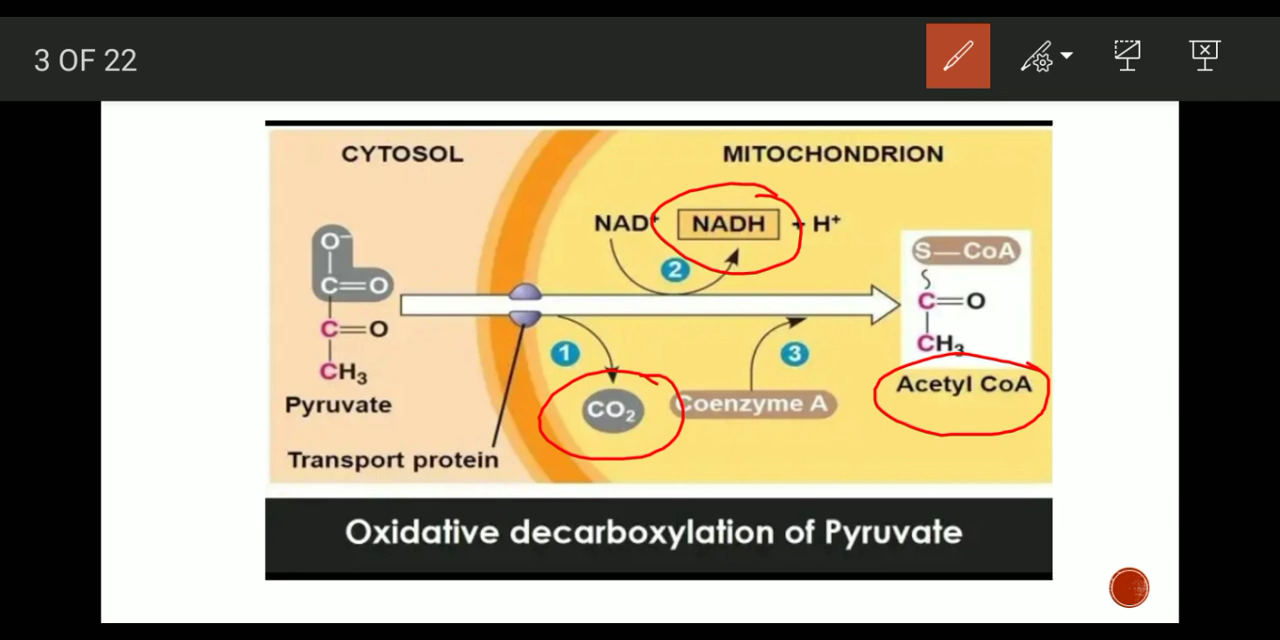 3 OF 22
CYTOSOL
MITOCHONDRION
NAD⁺ NADH + H⁺
O⁻
C=O
C=O
CH₃
Pyruvate
Transport protein
1
2
3
CO₂
Coenzyme A
S—CoA
C=O
CH₃
Acetyl CoA
Oxidative decarboxylation of Pyruvate